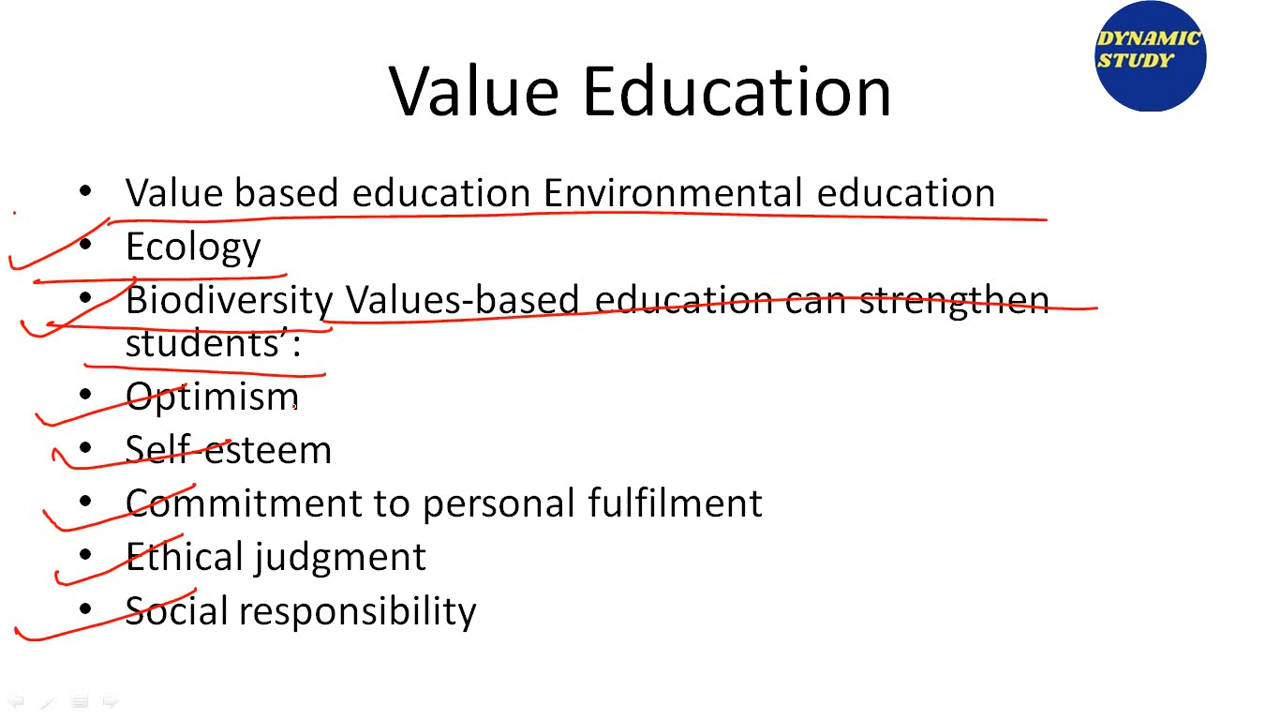 DYNAMIC
STUDY
Value Education
• Value based education Environmental education
• Ecology
• Biodiversity Values-based education can strengthen
students’:
• Optimism
• Self-esteem
• Commitment to personal fulfilment
• Ethical judgment
• Social responsibility